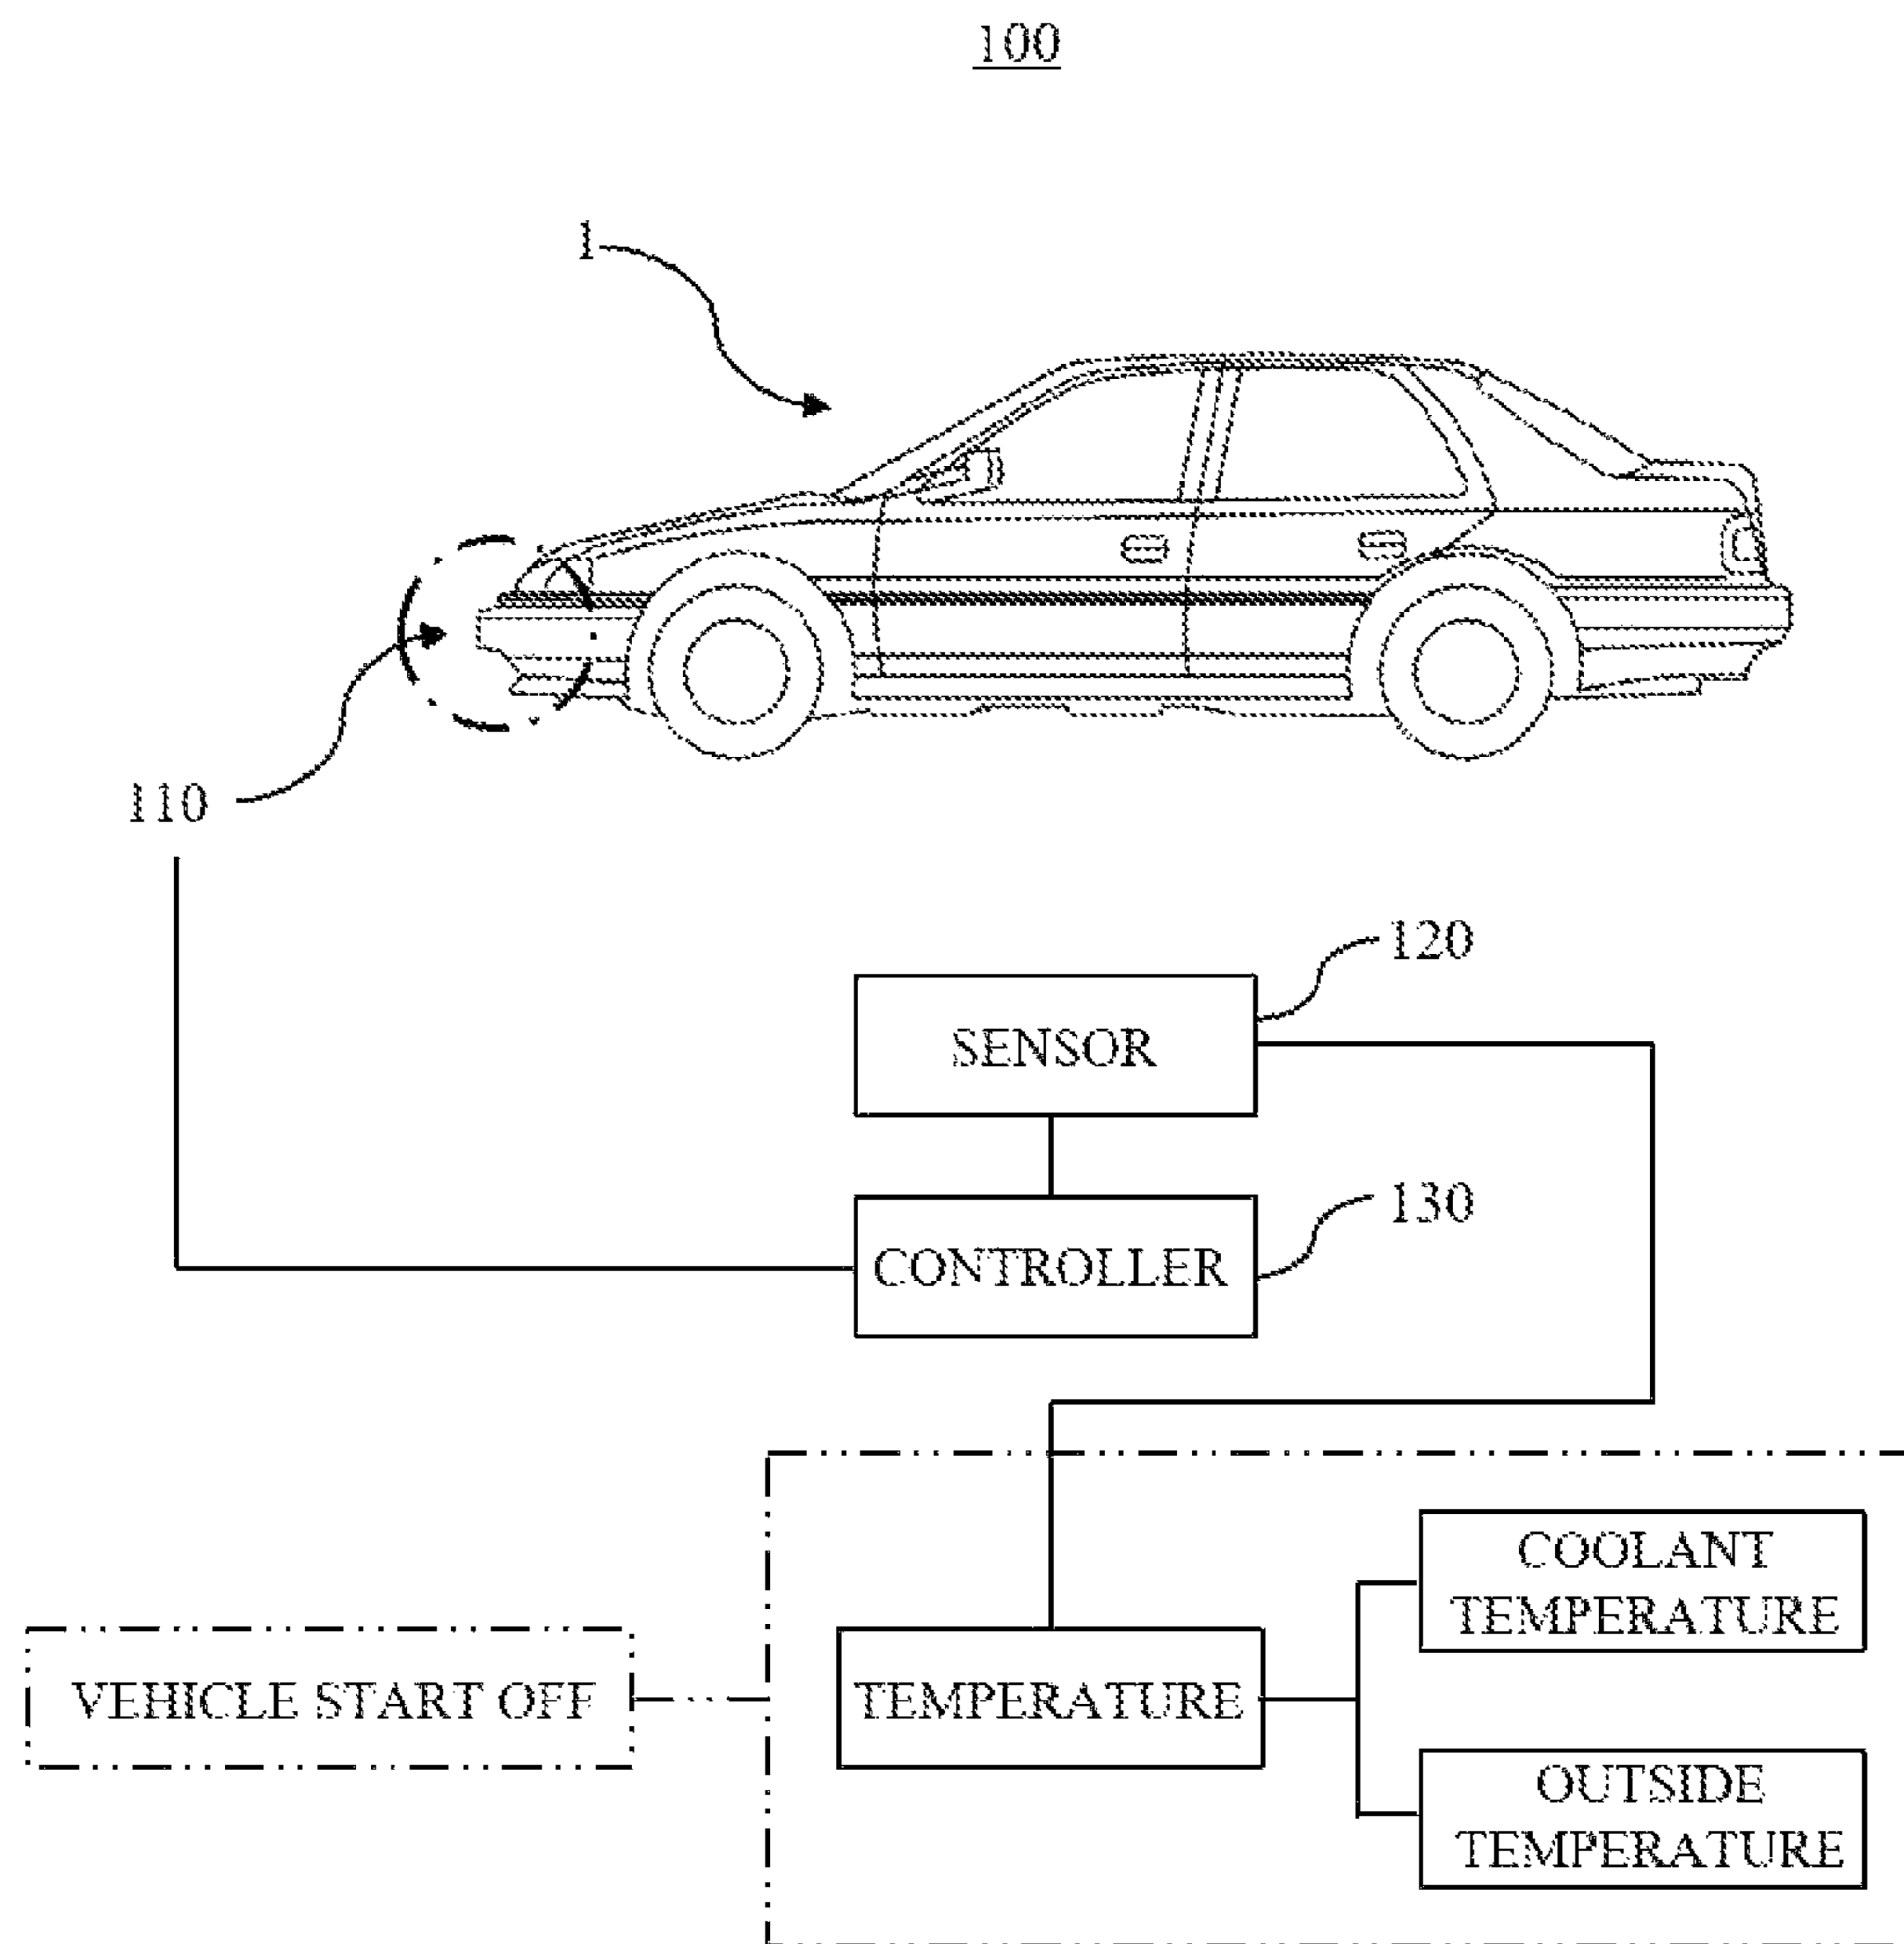 100
1
110
120
SENSOR
130
CONTROLLER
COOLANT
TEMPERATURE
VEHICLE START OFF
TEMPERATURE
OUTSIDE
TEMPERATURE